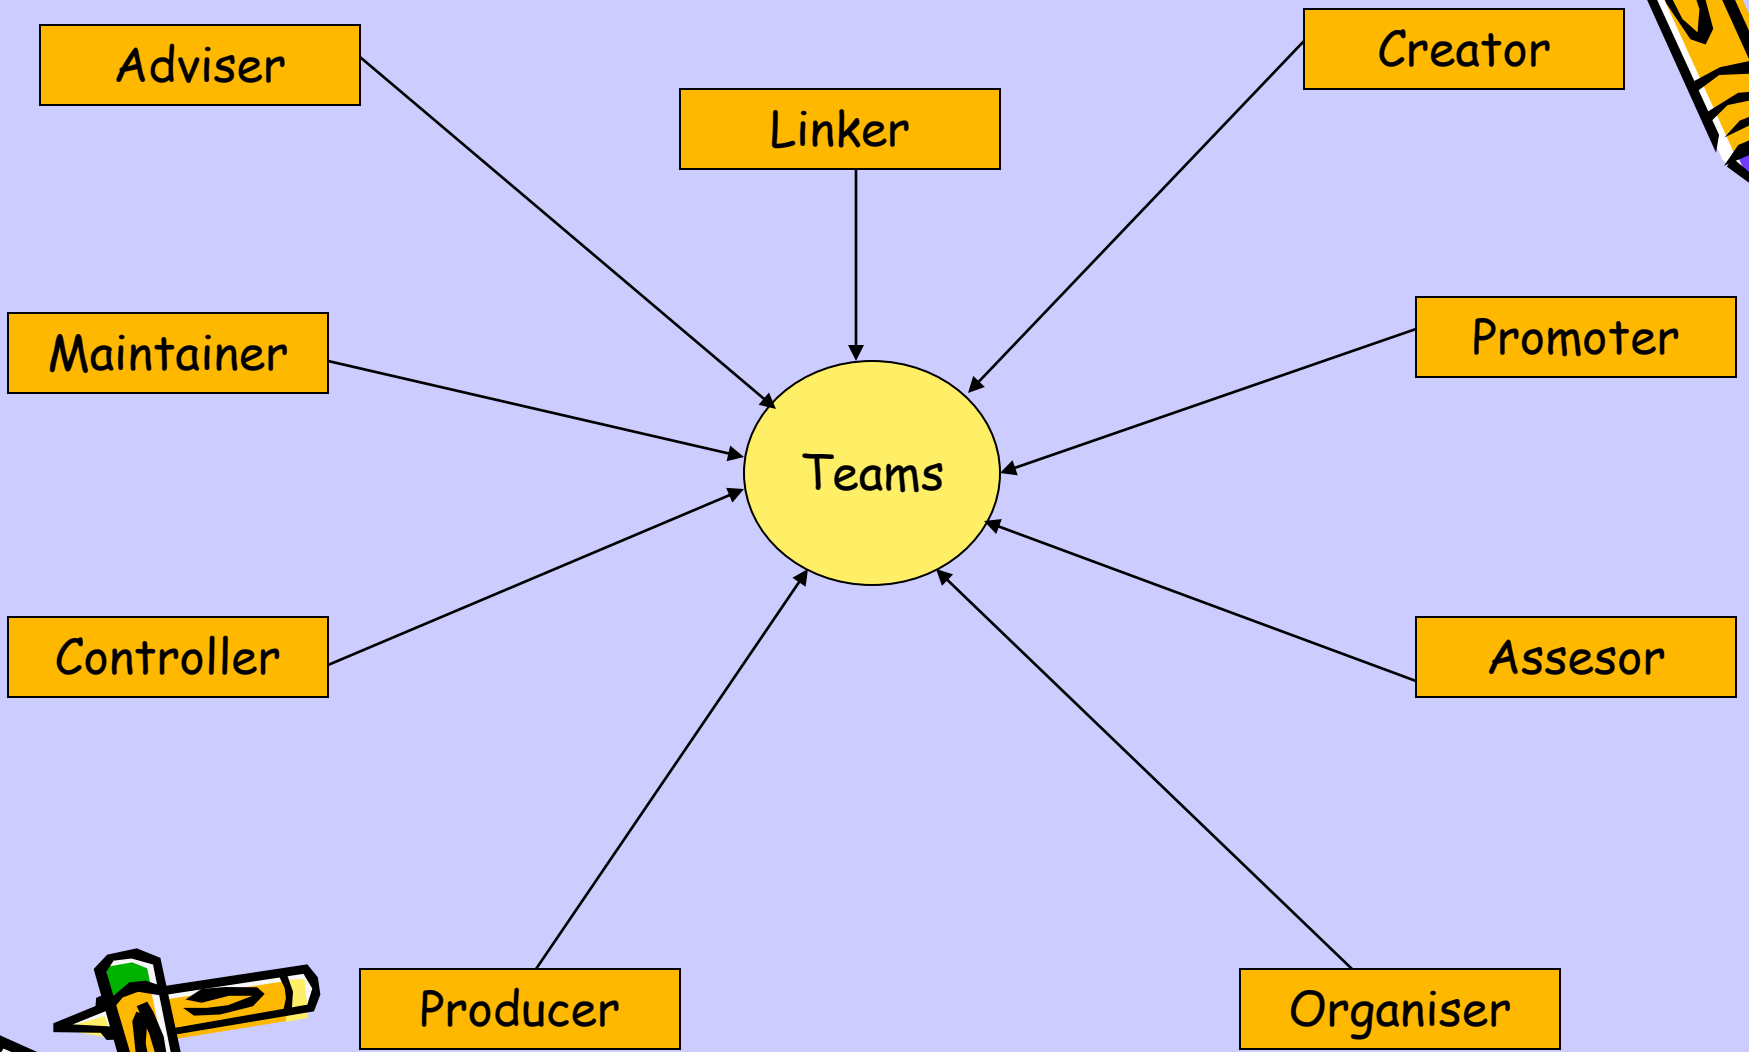 Adviser
Creator
Linker
Maintainer
Promoter
Teams
Controller
Assesor
Producer
Organiser